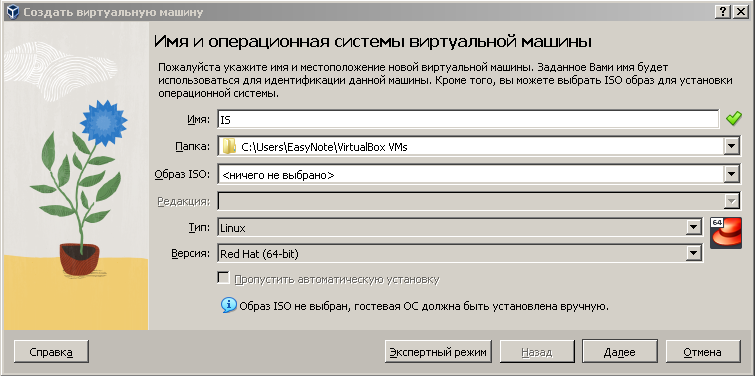 Создать виртуальную машину
Имя и операционная системы виртуальной машины
Пожалуйста укажите имя и местоположение новой виртуальной машины. Заданное Вами имя будет
использоваться для идентификации данной машины. Кроме того, вы можете выбрать ISO образ для установки
операционной системы.
Имя: IS
Папка: C:\Users\EasyNote\VirtualBox VMs
Образ ISO: <ничего не выбрано>
Редакция:
Тип: Linux
64
Версия: Red Hat (64-bit)
Пропустить автоматическую установку
Образ ISO не выбран, гостевая ОС должна быть установлена вручную.
Справка Экспертный режим Назад Далее Отмена